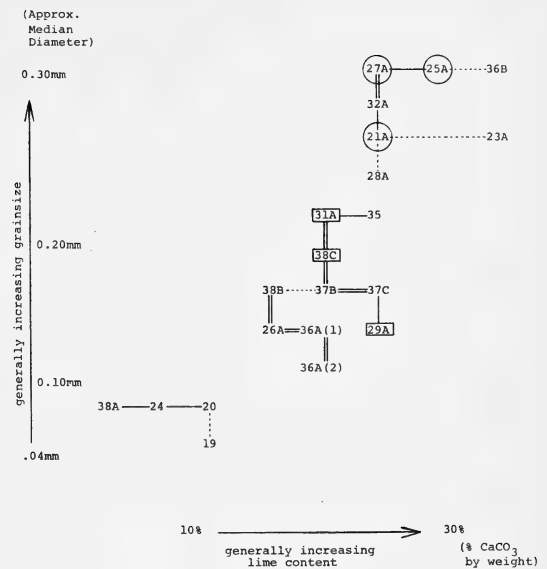 (Approx.
Median
Diameter)
0.30mm
27A 25A 36B
32A
21A 23A
28A
31A 35
0.20mm
38C
38B 37B 37C
26A 36A(1) 29A
36A(2)
0.10mm
38A 24 20
19
.04mm
generally increasing grainsize
10% 30%
generally increasing
lime content
(% CaCO3
by weight)